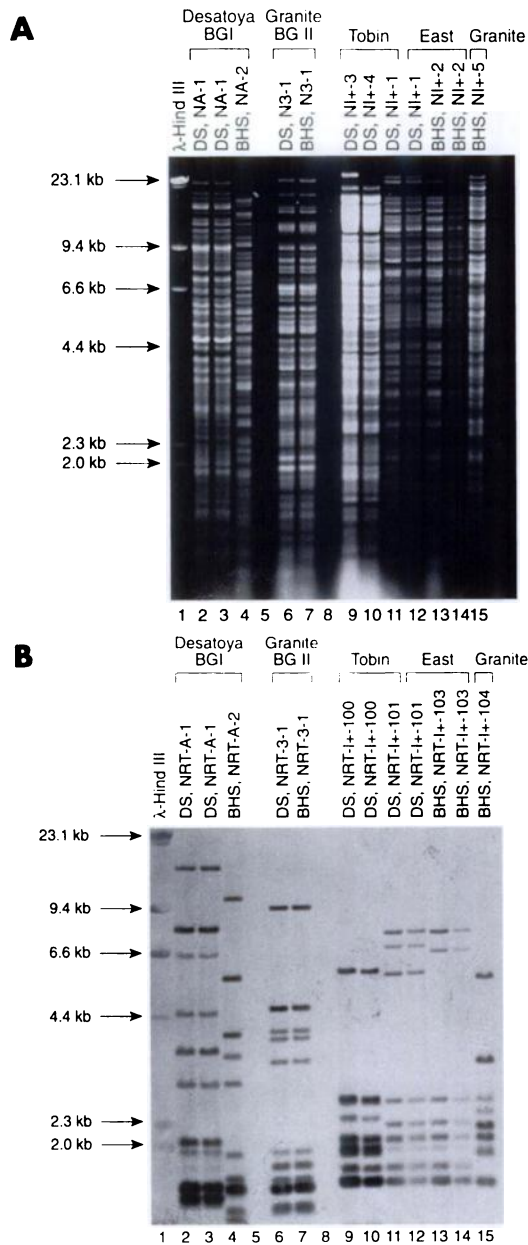 A
Desatoya
BGI
Granite
BG II
Tobin
East
Granite
λ-Hind III
DS, NA-1
DS, NA-1
BHS, NA-2
DS, N3-1
BHS, N3-1
DS, NI+-3
DS, NI+-4
DS, NI+-1
DS, NI+-1
BHS, NI+-2
BHS, NI+-2
BHS, NI+-5
23.1 kb
9.4 kb
6.6 kb
4.4 kb
2.3 kb
2.0 kb
1 2 3 4 5 6 7 8 9 10 11 12 13 14 15
B
Desatoya
BGI
Granite
BG II
Tobin
East
Granite
λ-Hind III
DS, NRT-A-1
DS, NRT-A-1
BHS, NRT-A-2
DS, NRT-3-1
BHS, NRT-3-1
DS, NRT-I+-100
DS, NRT-I+-100
DS, NRT-I+-101
DS, NRT-I+-101
BHS, NRT-I+-103
BHS, NRT-I+-103
BHS, NRT-I+-104
23.1 kb
9.4 kb
6.6 kb
4.4 kb
2.3 kb
2.0 kb
1 2 3 4 5 6 7 8 9 10 11 12 13 14 15